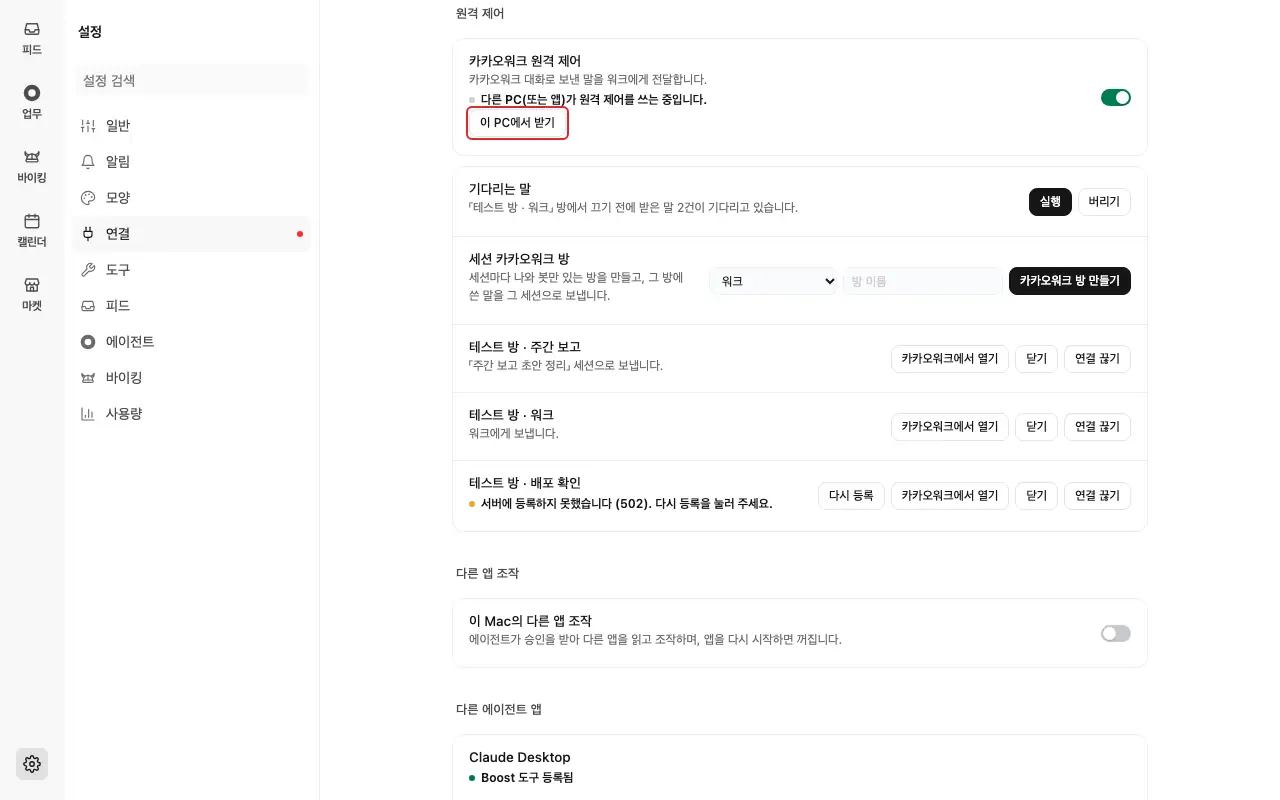 피드
업무
바이킹
캘린더
마켓
설정
설정 검색
일반
알림
모양
연결
도구
피드
에이전트
바이킹
사용량
원격 제어
카카오워크 원격 제어
카카오워크 대화로 보낸 말을 워크에게 전달합니다.
다른 PC(또는 앱)가 원격 제어를 쓰는 중입니다.
이 PC에서 받기
기다리는 말
「테스트 방 · 워크」 방에서 끄기 전에 받은 말 2건이 기다리고 있습니다.
실행
버리기
세션 카카오워크 방
세션마다 나와 봇만 있는 방을 만들고, 그 방에
쓴 말을 그 세션으로 보냅니다.
워크
방 이름
카카오워크 방 만들기
테스트 방 · 주간 보고
「주간 보고 초안 정리」 세션으로 보냅니다.
카카오워크에서 열기
닫기
연결 끊기
테스트 방 · 워크
워크에게 보냅니다.
카카오워크에서 열기
닫기
연결 끊기
테스트 방 · 배포 확인
서버에 등록하지 못했습니다 (502). 다시 등록을 눌러 주세요.
다시 등록
카카오워크에서 열기
닫기
연결 끊기
다른 앱 조작
이 Mac의 다른 앱 조작
에이전트가 승인을 받아 다른 앱을 읽고 조작하며, 앱을 다시 시작하면 꺼집니다.
다른 에이전트 앱
Claude Desktop
Boost 도구 등록됨